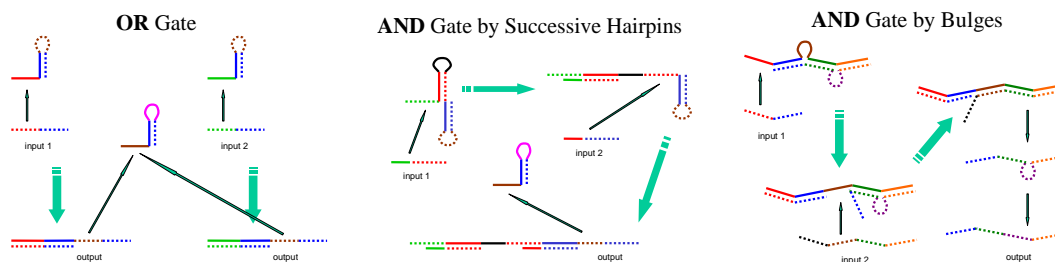 OR Gate
input 1
input 2
output
output
AND Gate by Successive Hairpins
input 1
input 2
output
AND Gate by Bulges
input 1
input 2
output